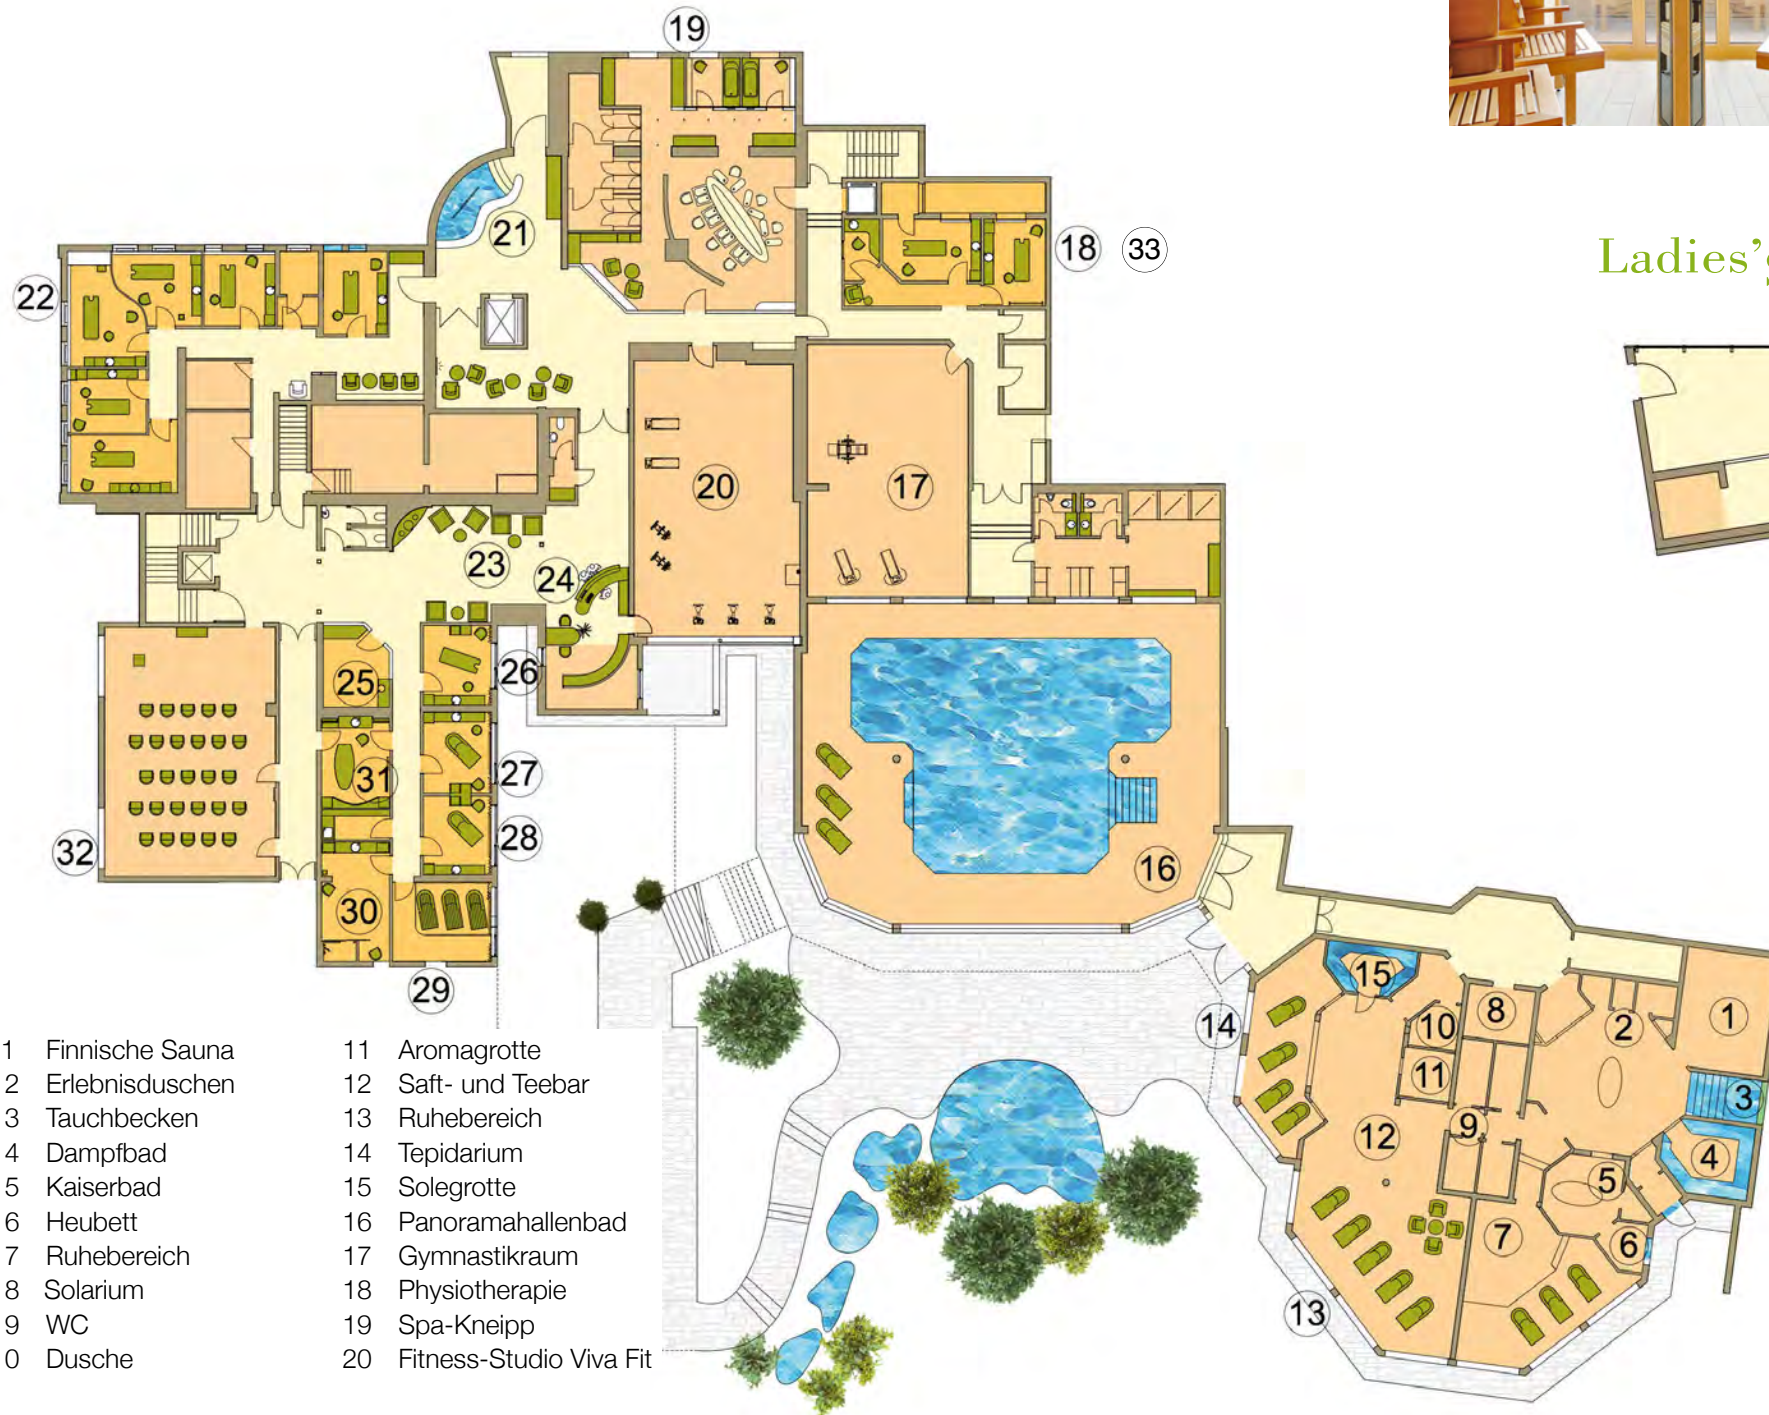 19
21
18 33
22
Ladies'
20
17
23
24
25
26
31
27
28
32
16
30
29
15
14
10
8
2
1
11
3
12
9
4
5
7
6
13
1 Finnische Sauna
2 Erlebnisduschen
3 Tauchbecken
4 Dampfbad
5 Kaiserbad
6 Heubett
7 Ruhebereich
8 Solarium
9 WC
0 Dusche
11 Aromagrotte
12 Saft- und Teebar
13 Ruhebereich
14 Tepidarium
15 Solegrotte
16 Panoramahallenbad
17 Gymnastikraum
18 Physiotherapie
19 Spa-Kneipp
20 Fitness-Studio Viva Fit